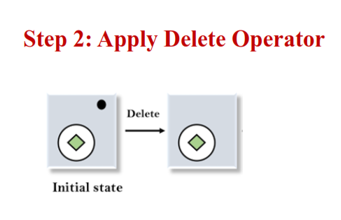 Step 2: Apply Delete Operator
Delete
Initial state